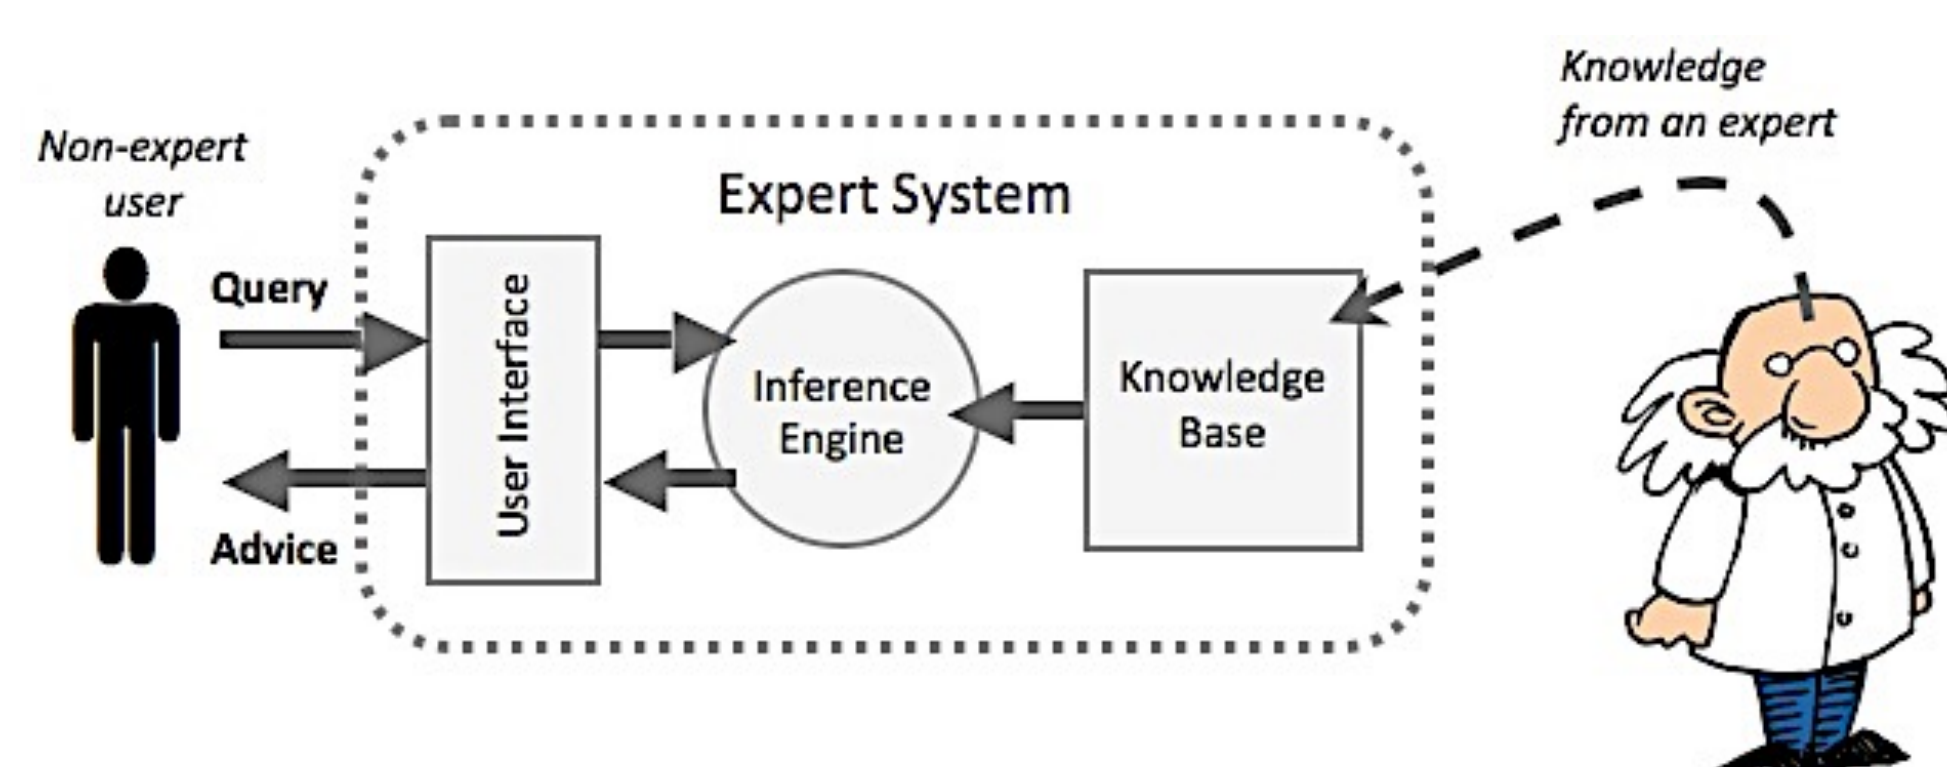 Knowledge
from an expert
Non-expert
user
Expert System
Query
User Interface
Inference
Engine
Knowledge
Base
Advice